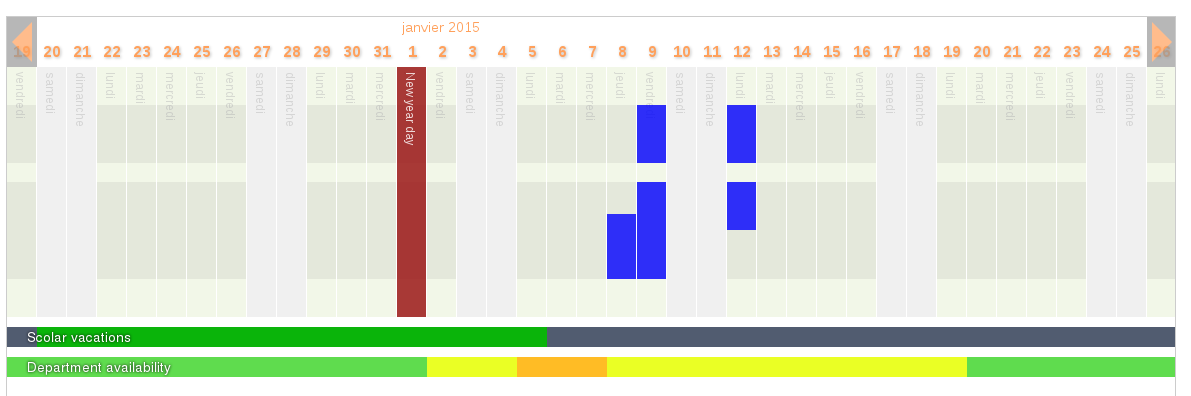 janvier 2015
19 20 21 22 23 24 25 26 27 28 29 30 31 1 2 3 4 5 6 7 8 9 10 11 12 13 14 15 16 17 18 19 20 21 22 23 24 25 26
vendredi samedi dimanche lundi mardi mercredi jeudi vendredi samedi dimanche lundi mardi mercredi New year day vendredi samedi dimanche lundi mardi mercredi jeudi vendredi samedi dimanche lundi mardi mercredi jeudi vendredi samedi dimanche lundi mardi mercredi jeudi vendredi samedi dimanche lundi
Scolar vacations
Department availability